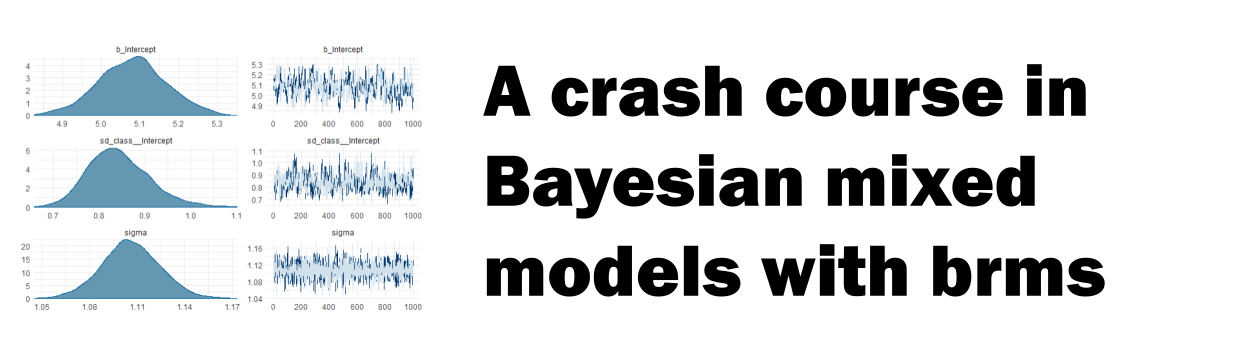 b_Intercept
4
3
2
1
0
4.9 5.0 5.1 5.2 5.3
b_Intercept
5.3
5.2
5.1
5.0
4.9
0 200 400 600 800 1000
sd_class__Intercept
6
4
2
0
0.7 0.8 0.9 1.0 1.1
sd_class__Intercept
1.1
1.0
0.9
0.8
0.7
0 200 400 600 800 1000
sigma
20
15
10
5
0
1.05 1.08 1.11 1.14 1.17
sigma
1.16
1.12
1.08
1.04
0 200 400 600 800 1000
A crash course in
Bayesian mixed
models with brms